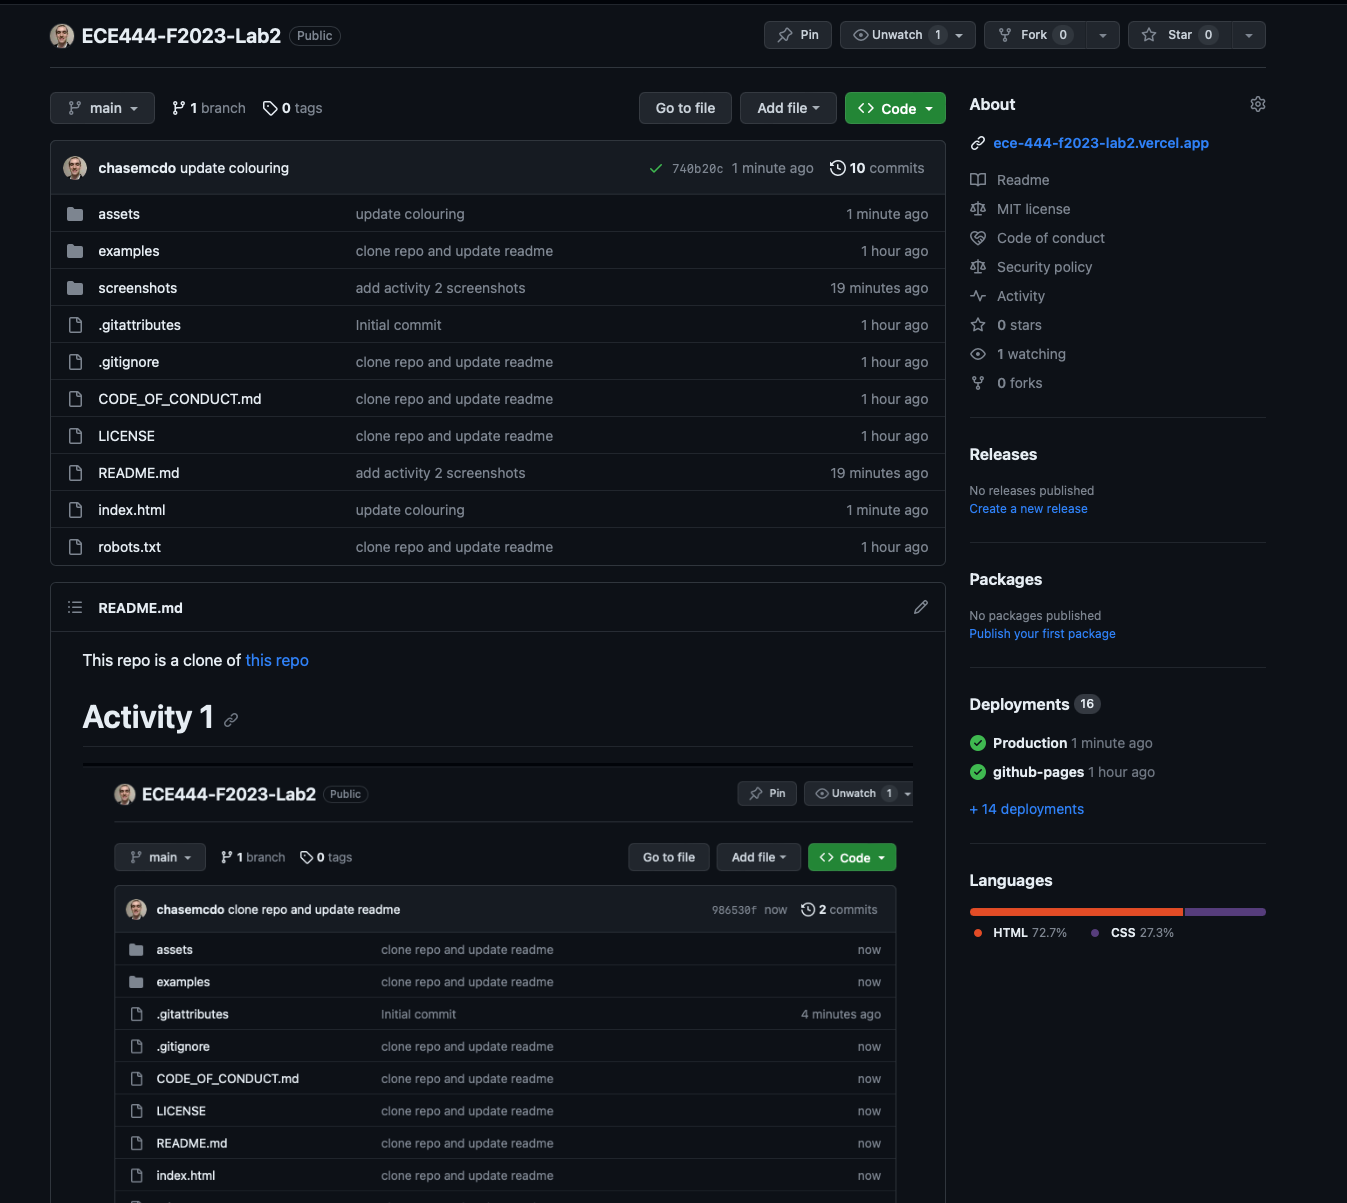 ECE444-F2023-Lab2 Public Pin Unwatch 1 Fork 0 Star 0
main 1 branch 0 tags Go to file Add file Code
chasemcdo update colouring 740b20c 1 minute ago 10 commits
assets update colouring 1 minute ago
examples clone repo and update readme 1 hour ago
screenshots add activity 2 screenshots 19 minutes ago
.gitattributes Initial commit 1 hour ago
.gitignore clone repo and update readme 1 hour ago
CODE_OF_CONDUCT.md clone repo and update readme 1 hour ago
LICENSE clone repo and update readme 1 hour ago
README.md add activity 2 screenshots 19 minutes ago
index.html update colouring 1 minute ago
robots.txt clone repo and update readme 1 hour ago
README.md
This repo is a clone of this repo
Activity 1
ECE444-F2023-Lab2 Public Pin Unwatch 1
main 1 branch 0 tags Go to file Add file Code
chasemcdo clone repo and update readme 986530f now 2 commits
assets clone repo and update readme now
examples clone repo and update readme now
.gitattributes Initial commit 4 minutes ago
.gitignore clone repo and update readme now
CODE_OF_CONDUCT.md clone repo and update readme now
LICENSE clone repo and update readme now
README.md clone repo and update readme now
index.html clone repo and update readme now
About
ece-444-f2023-lab2.vercel.app
Readme
MIT license
Code of conduct
Security policy
Activity
0 stars
1 watching
0 forks
Releases
No releases published
Create a new release
Packages
No packages published
Publish your first package
Deployments 16
Production 1 minute ago
github-pages 1 hour ago
+ 14 deployments
Languages
HTML 72.7% CSS 27.3%